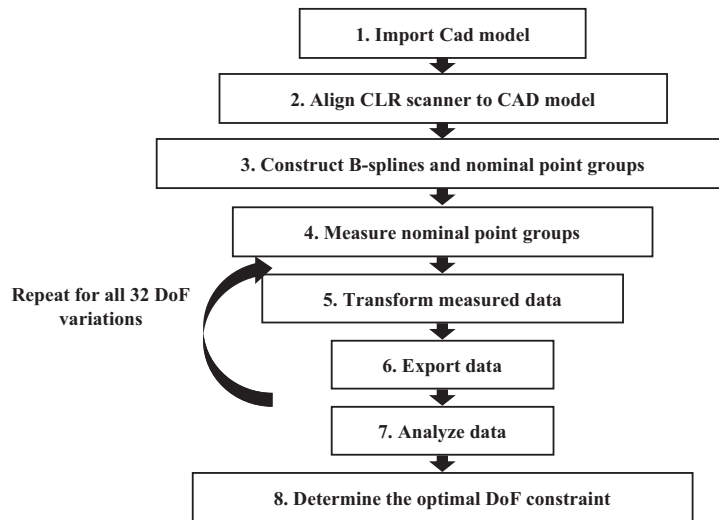 1. Import Cad model
2. Align CLR scanner to CAD model
3. Construct B-splines and nominal point groups
4. Measure nominal point groups
Repeat for all 32 DoF
variations
5. Transform measured data
6. Export data
7. Analyze data
8. Determine the optimal DoF constraint